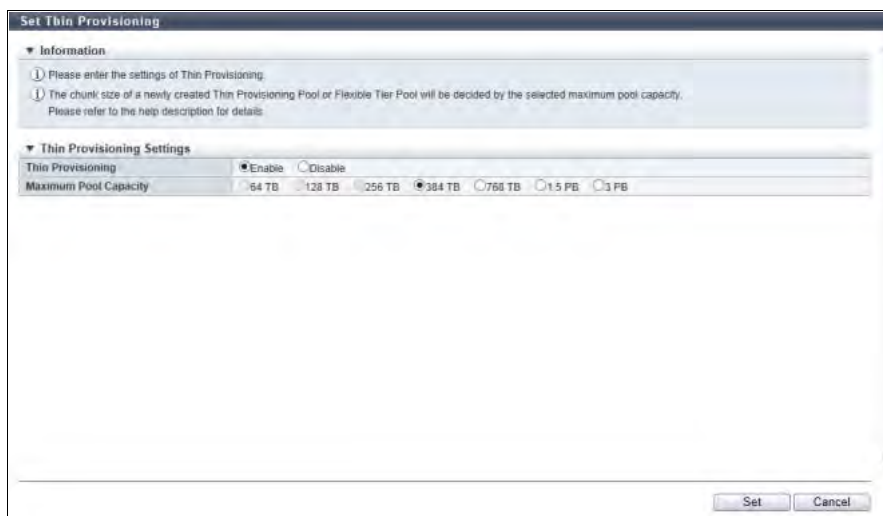 Set Thin Provisioning
▼ Information
Please enter the settings of Thin Provisioning.
The chunk size of a newly created Thin Provisioning Pool or Flexible Tier Pool will be decided by the selected maximum pool capacity.
Please refer to the help description for details.
▼ Thin Provisioning Settings
Thin Provisioning Enable Disable
Maximum Pool Capacity 64 TB 128 TB 256 TB 384 TB 768 TB 1.5 PB 3 PB
Set Cancel